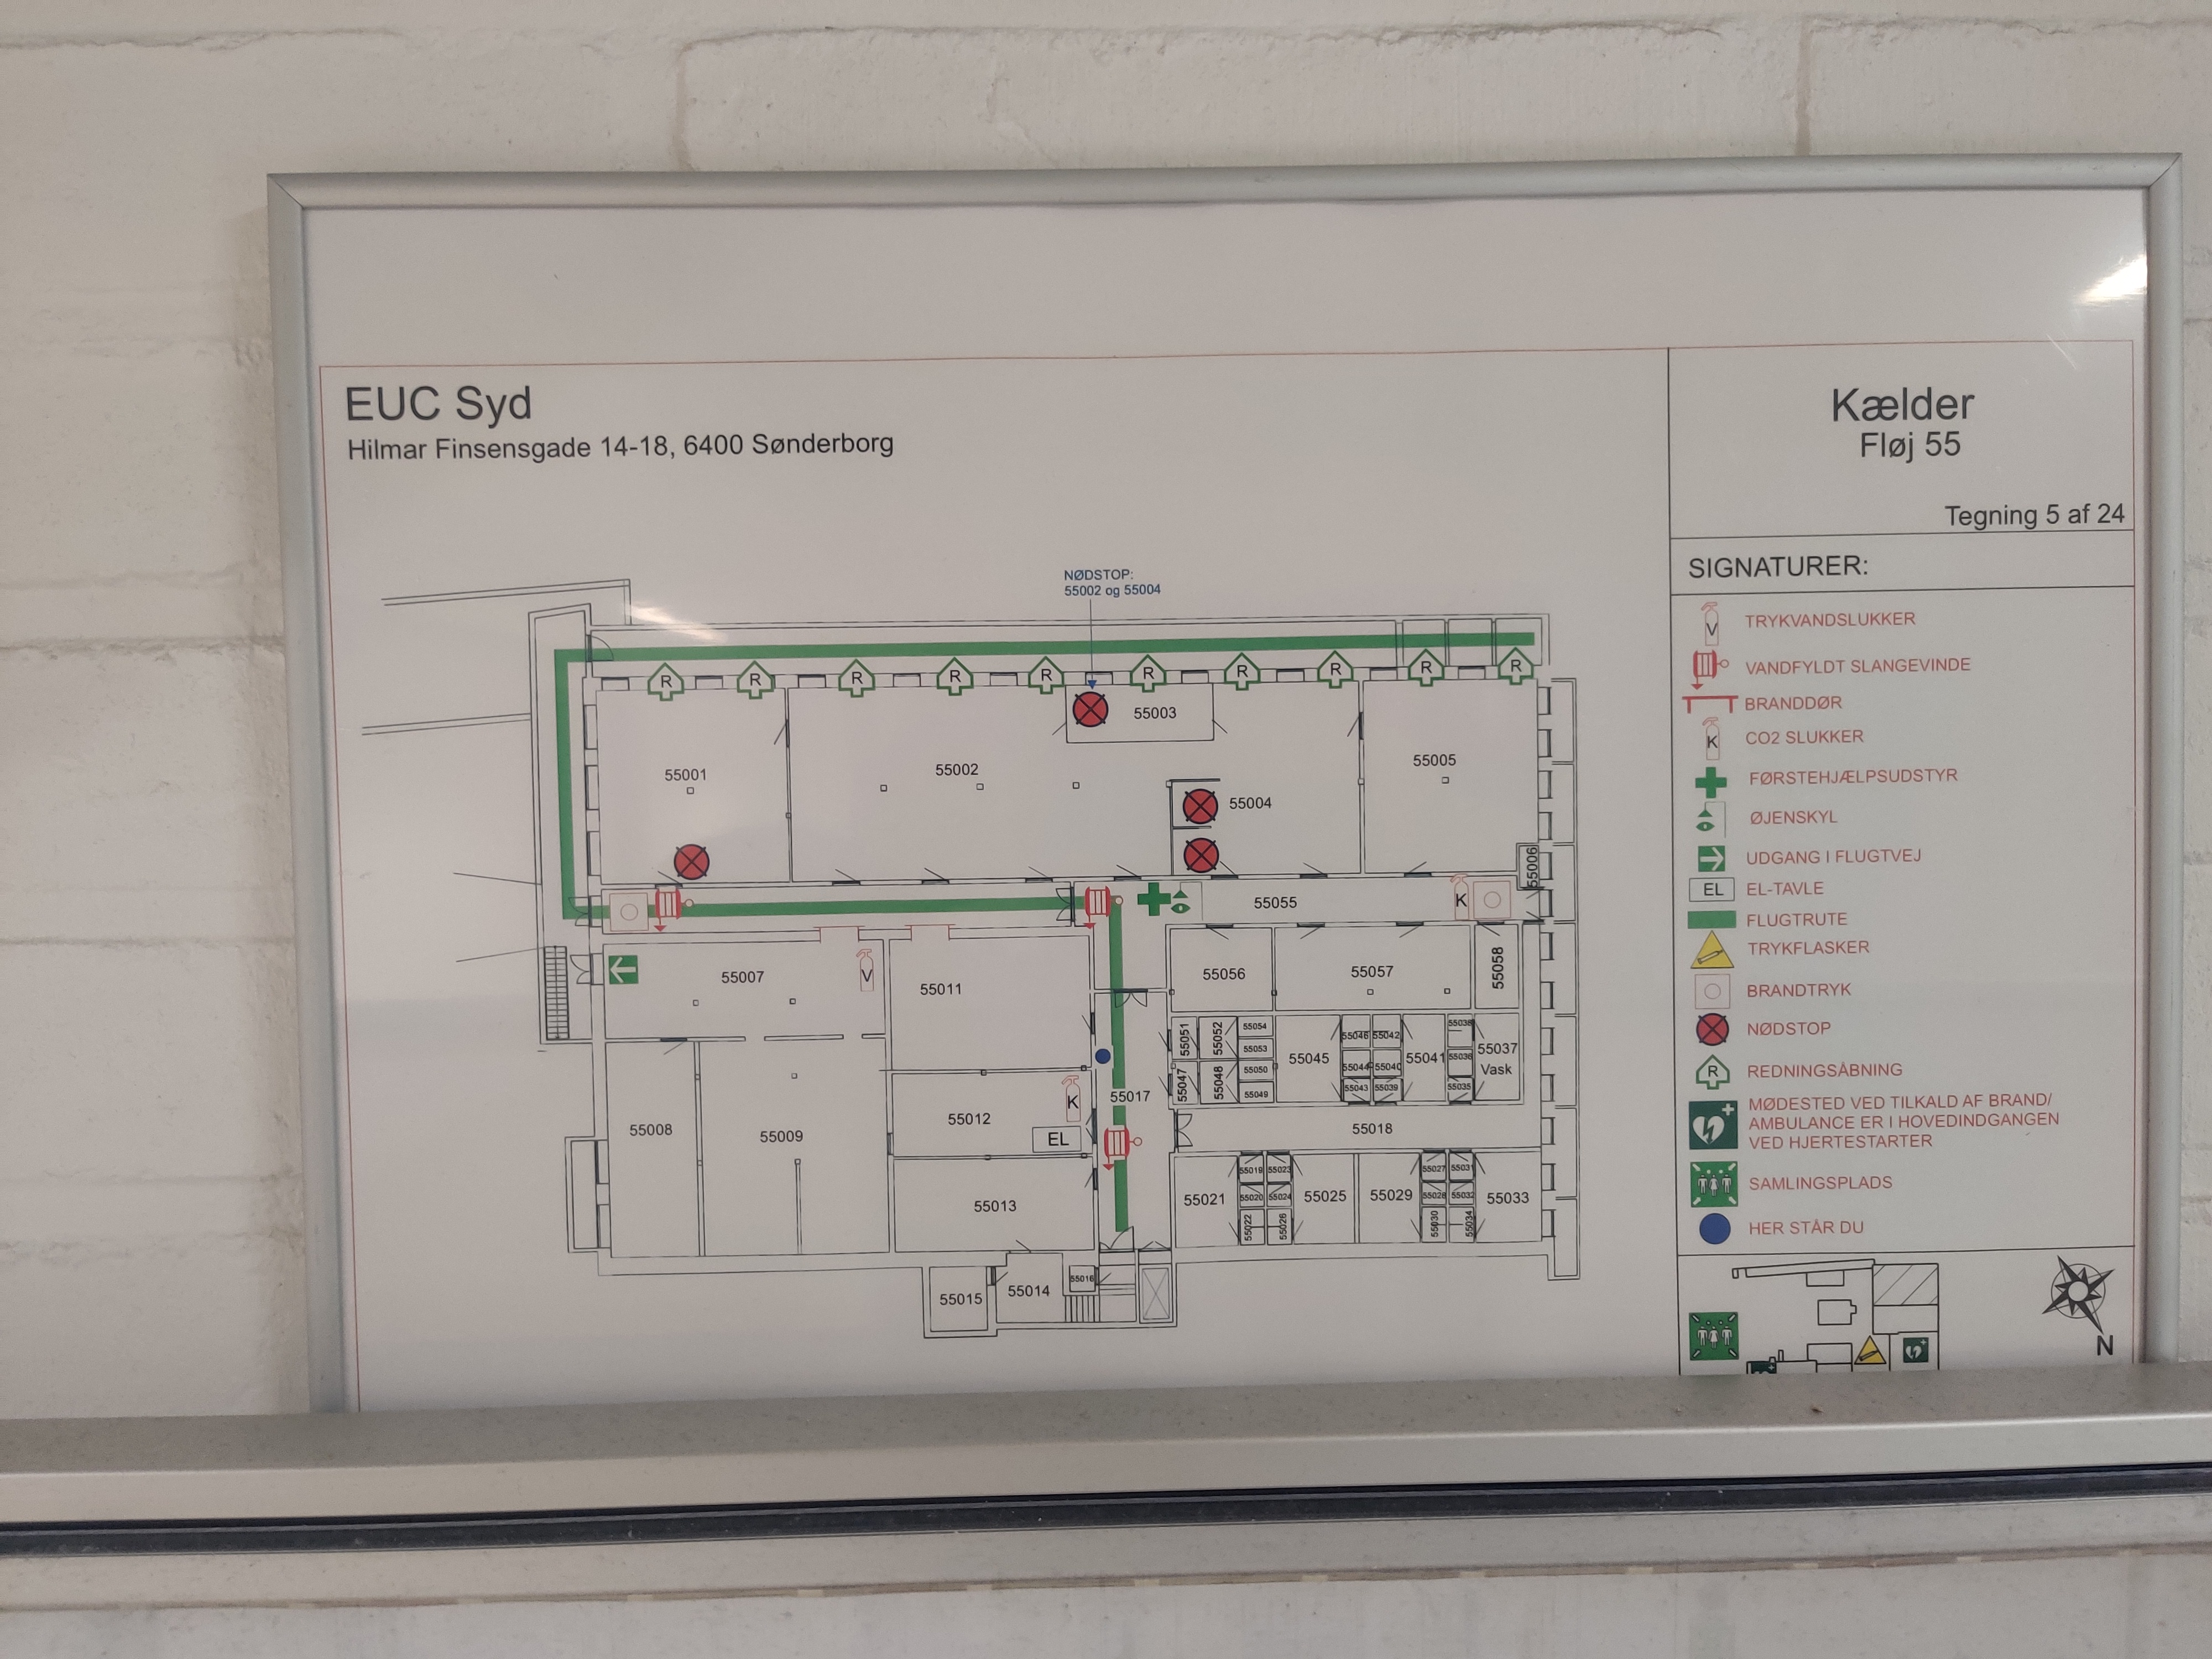 EUC Syd
Hilmar Finsensgade 14-18, 6400 Sønderborg
Kælder
Fløj 55
Tegning 5 af 24
SIGNATURER:
V TRYKVANDSLUKKER
VANDFYLDT SLANGEVINDE
BRANDDØR
K CO2 SLUKKER
FØRSTEHJÆLPSUDSTYR
ØJENSKYL
UDGANG I FLUGTVEJ
EL EL-TAVLE
FLUGTRUTE
TRYKFLASKER
BRANDTRYK
NØDSTOP
R REDNINGSÅBNING
MØDESTED VED TILKALD AF BRAND/
AMBULANCE ER I HOVEDINDGANGEN
VED HJERTESTARTER
SAMLINGSPLADS
HER STÅR DU
N
NØDSTOP:
55002 og 55004
R R R R R R R R R R
55003
55001
55002
55005
55004
55006
55055
K
55007
V
55011
55056
55057
55058
55051
55052
55054
55053
55050
55049
55047
55048
55045
55046
55042
55044
55040
55043
55039
55041
55038
55036
55035
55037
Vask
55017
55008
55009
55012
K
EL
55018
55013
55021
55019
55023
55020
55024
55022
55026
55025
55029
55027
55031
55028
55032
55030
55034
55033
55015
55014
55016